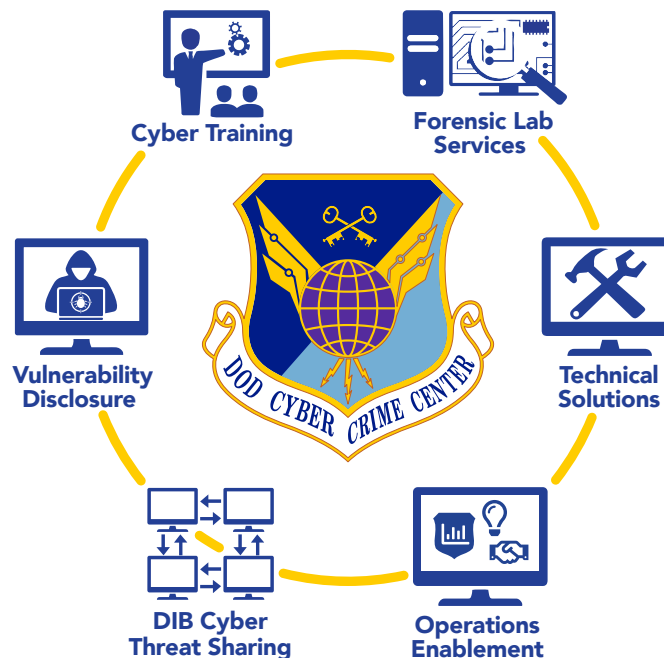 Cyber Training
Forensic Lab
Services
Vulnerability
Disclosure
DOD CYBER CRIME CENTER
Technical
Solutions
DIB Cyber
Threat Sharing
Operations
Enablement